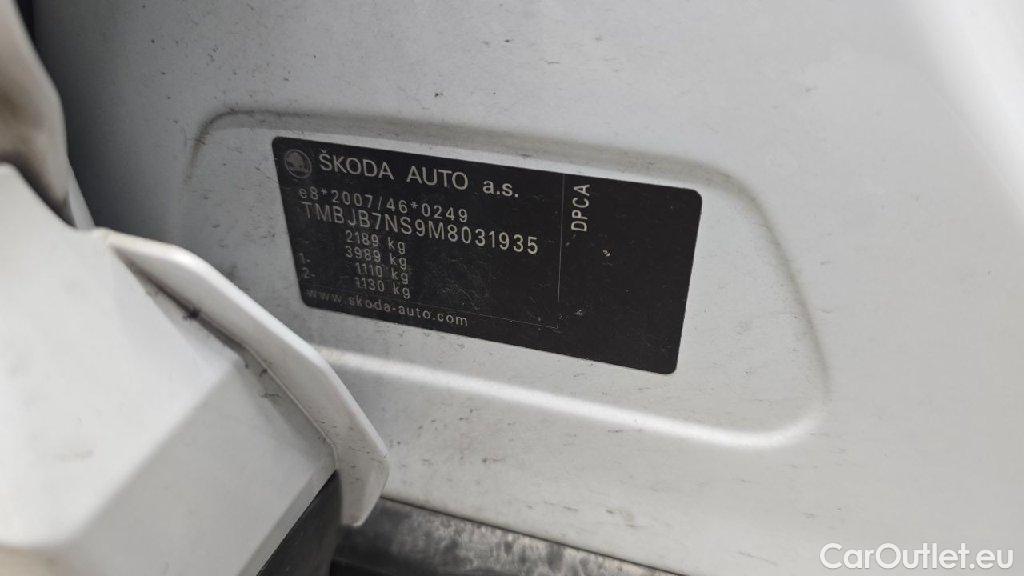 ŠKODA AUTO a.s.
e8*2007/46*0249
TMBJB7NS9M8031935
2189 kg
1. 3989 kg
1110 kg
2- 1130 kg
www.skoda-auto.com
DPCA
CarOutlet.eu